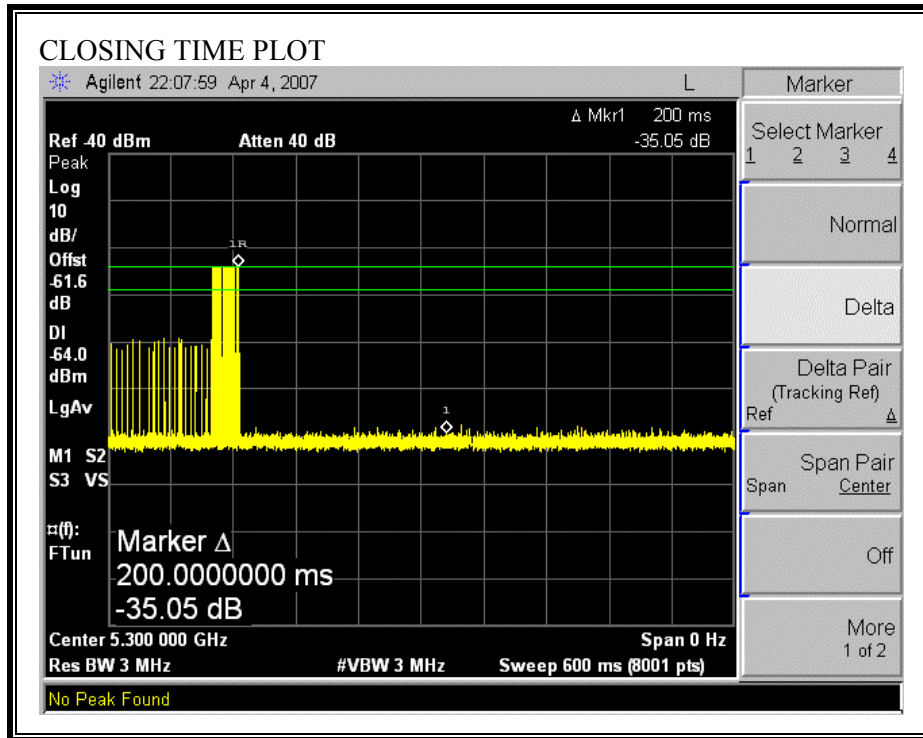 CLOSING TIME PLOT
Agilent 22:07:59 Apr 4, 2007 L
Marker
Δ Mkr1 200 ms
Ref -40 dBm Atten 40 dB -35.05 dB
Peak
Log
10
dB/
Offst
-61.6
dB
DI
-64.0
dBm
LgAv
M1 S2
S3 VS
¤(f):
FTun
1R
1
Marker Δ
200.0000000 ms
-35.05 dB
Center 5.300 000 GHz Span 0 Hz
Res BW 3 MHz #VBW 3 MHz Sweep 600 ms (8001 pts)
No Peak Found
Select Marker
1 2 3 4
Normal
Delta
Delta Pair
(Tracking Ref)
Ref Δ
Span Pair
Span Center
Off
More
1 of 2